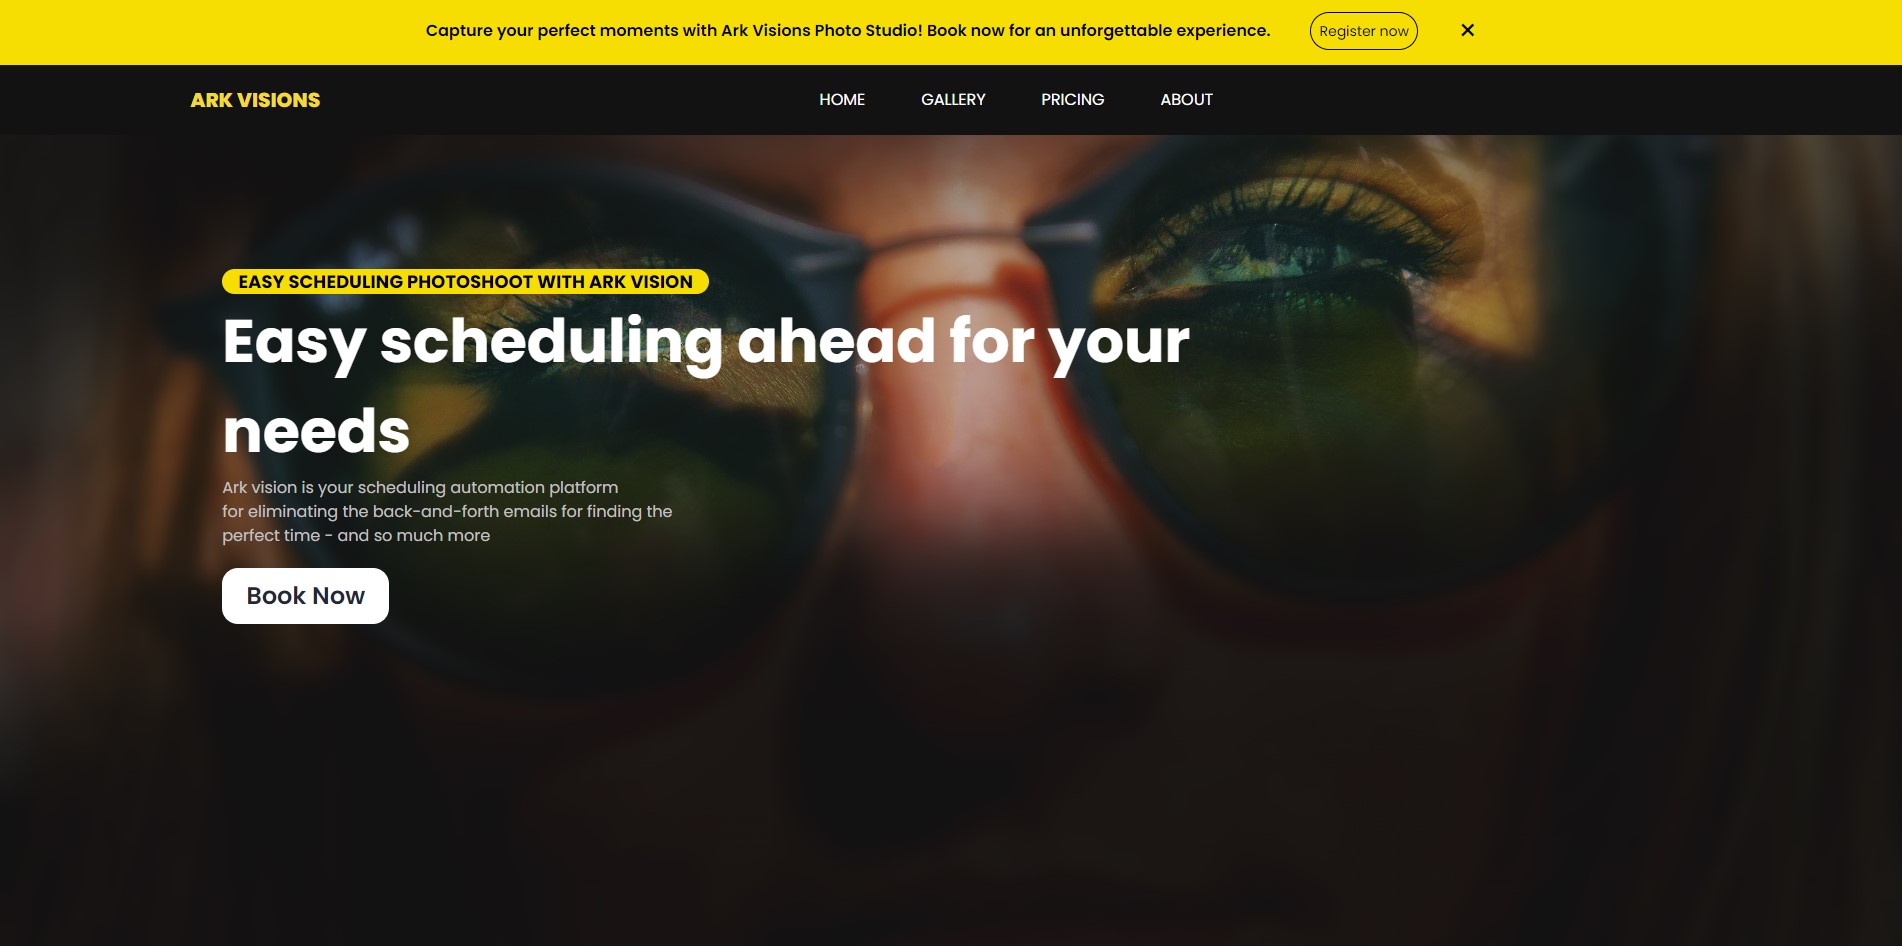 Capture your perfect moments with Ark Visions Photo Studio! Book now for an unforgettable experience. Register now ✕
ARK VISIONS HOME GALLERY PRICING ABOUT
EASY SCHEDULING PHOTOSHOOT WITH ARK VISION
Easy scheduling ahead for your
needs
Ark vision is your scheduling automation platform
for eliminating the back-and-forth emails for finding the
perfect time - and so much more
Book Now